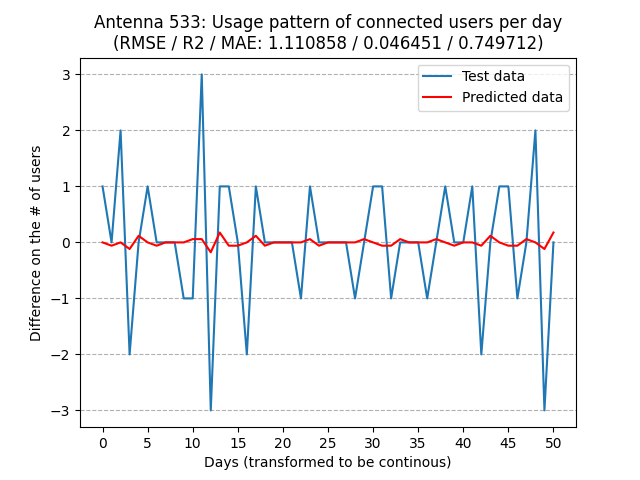 Antenna 533: Usage pattern of connected users per day
(RMSE / R2 / MAE: 1.110858 / 0.046451 / 0.749712)
Test data
Predicted data
Difference on the # of users
3
2
1
0
−1
−2
−3
0 5 10 15 20 25 30 35 40 45 50
Days (transformed to be continous)